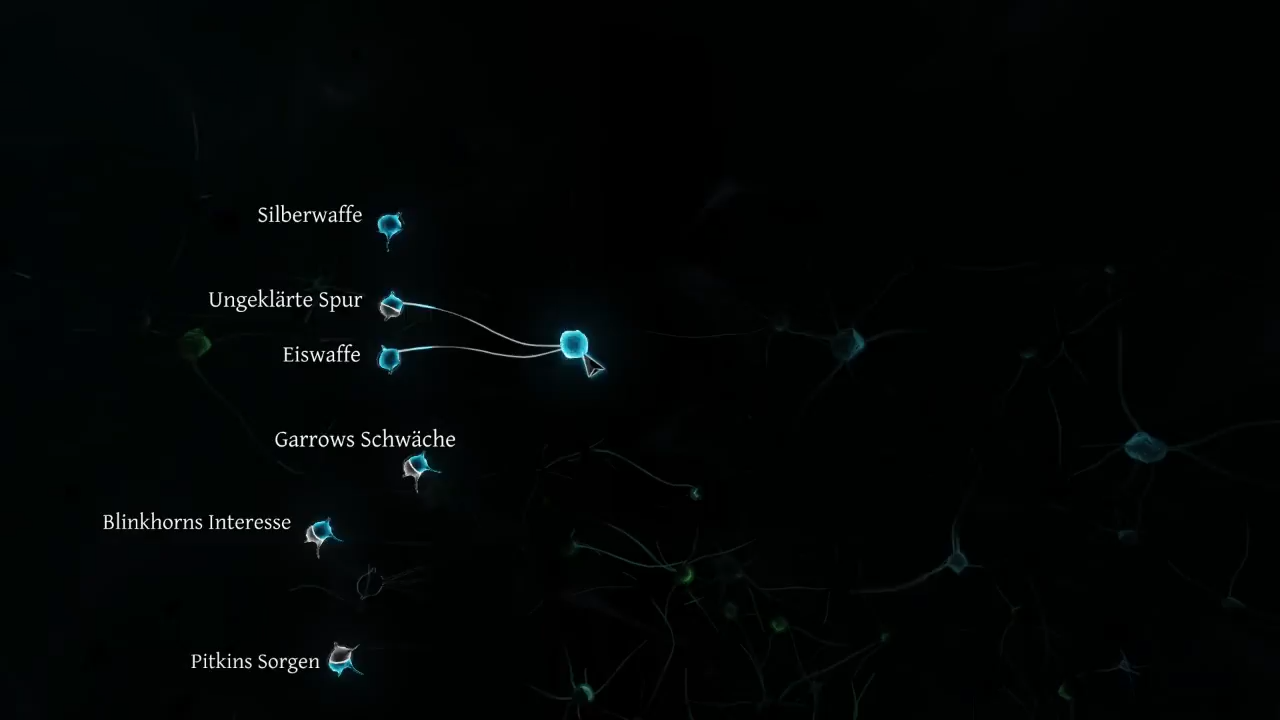 Silberwaffe
Ungeklärte Spur
Eiswaffe
Garrows Schwäche
Blinkhorns Interesse
Pitkins Sorgen